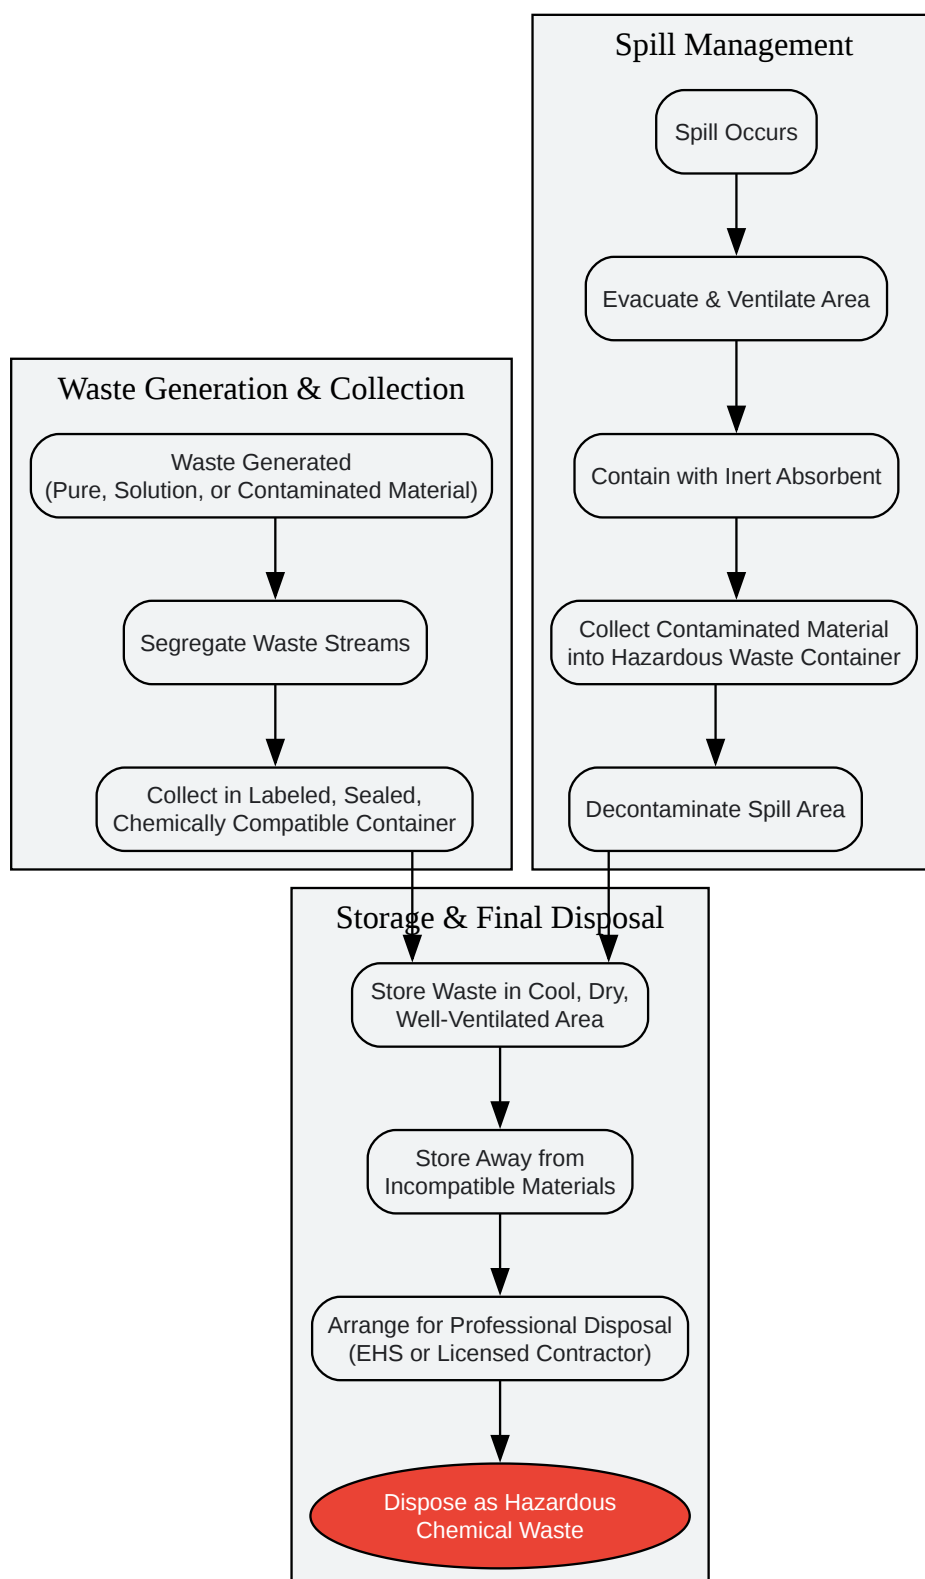 Spill Management
Spill Occurs
Evacuate & Ventilate Area
Contain with Inert Absorbent
Collect Contaminated Material
into Hazardous Waste Container
Decontaminate Spill Area
Waste Generation & Collection
Waste Generated
(Pure, Solution, or Contaminated Material)
Segregate Waste Streams
Collect in Labeled, Sealed,
Chemically Compatible Container
Storage & Final Disposal
Store Waste in Cool, Dry,
Well-Ventilated Area
Store Away from
Incompatible Materials
Arrange for Professional Disposal
(EHS or Licensed Contractor)
Dispose as Hazardous
Chemical Waste